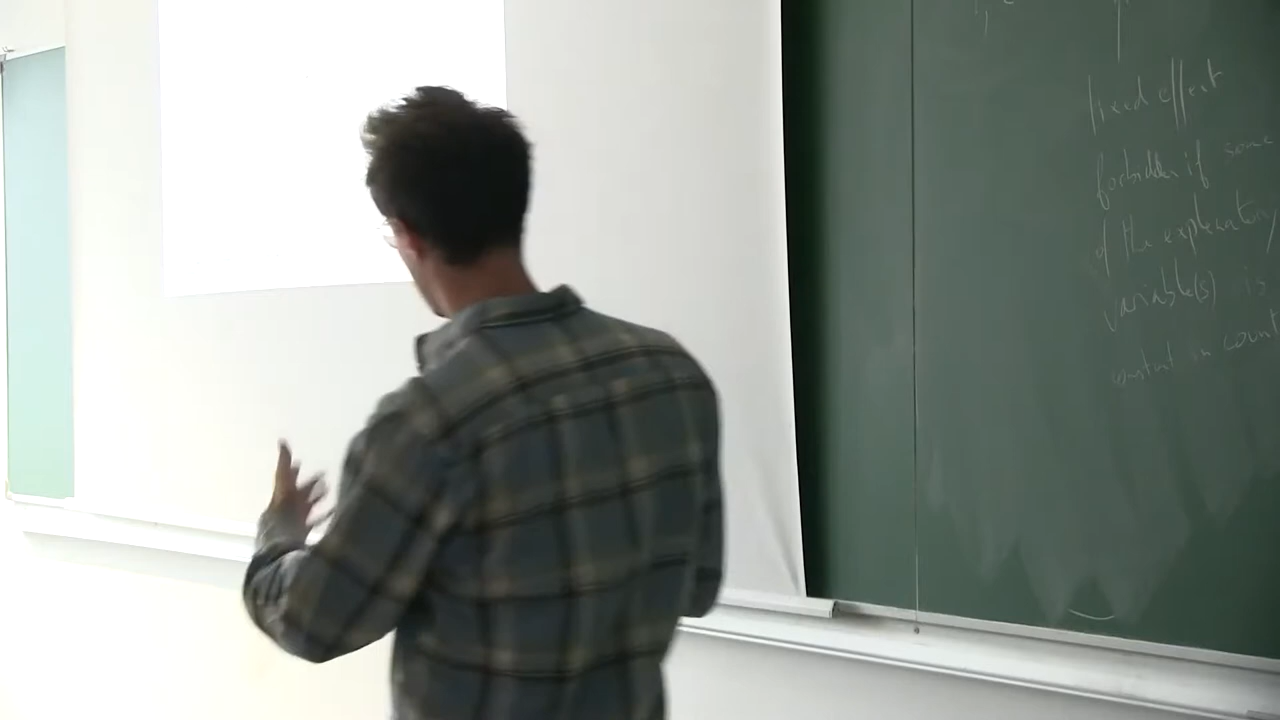 fixed effect
forbidden if some
of the explanatory
variable(s) is
constant in count